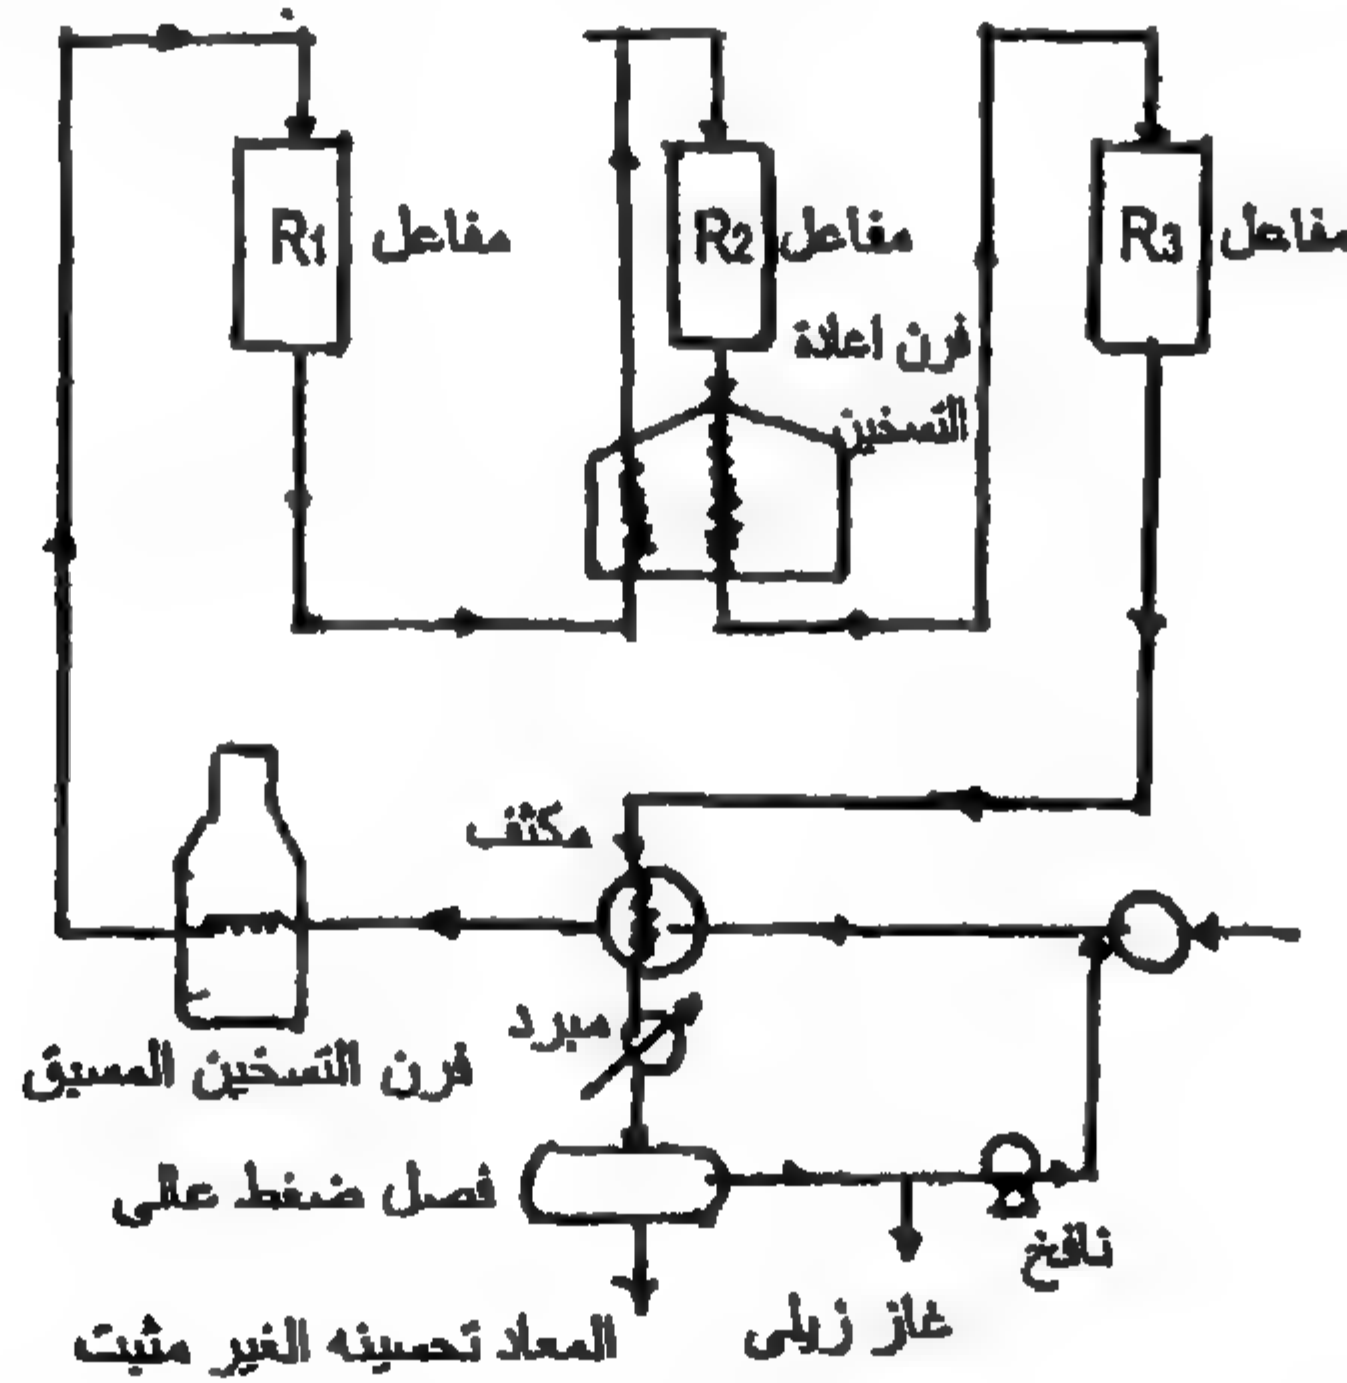 R1 مفاعل
R2 مفاعل
R3 مفاعل
فرن اعادة
التسخين
مكثف
مبرد
فرن التسخين المسبق
فصل ضغط عالى
نافخ
غاز زيلى
المعاد تحسينه الغير مثبت